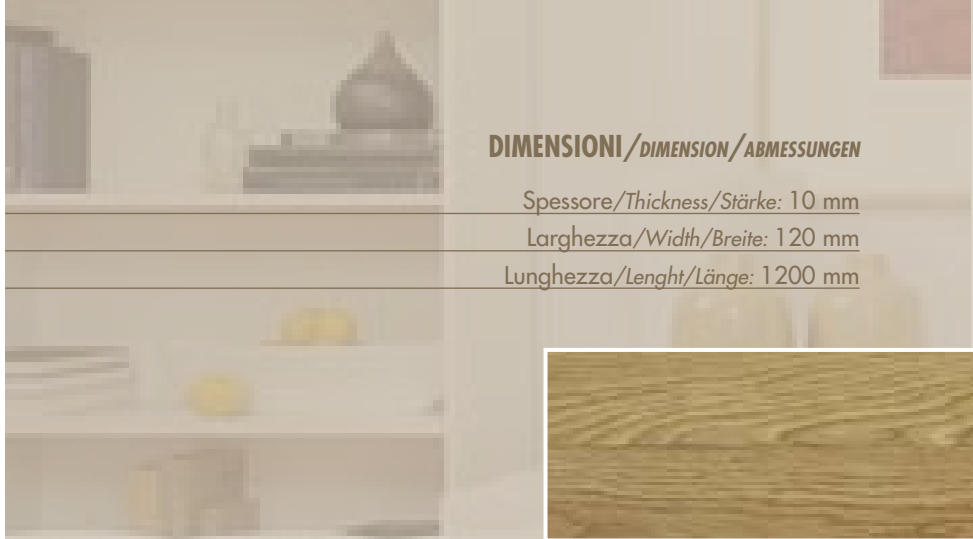 DIMENSIONI/DIMENSION/ABMESSUNGEN
Spessore/Thickness/Stärke: 10 mm
Larghezza/Width/Breite: 120 mm
Lunghezza/Lenght/Länge: 1200 mm